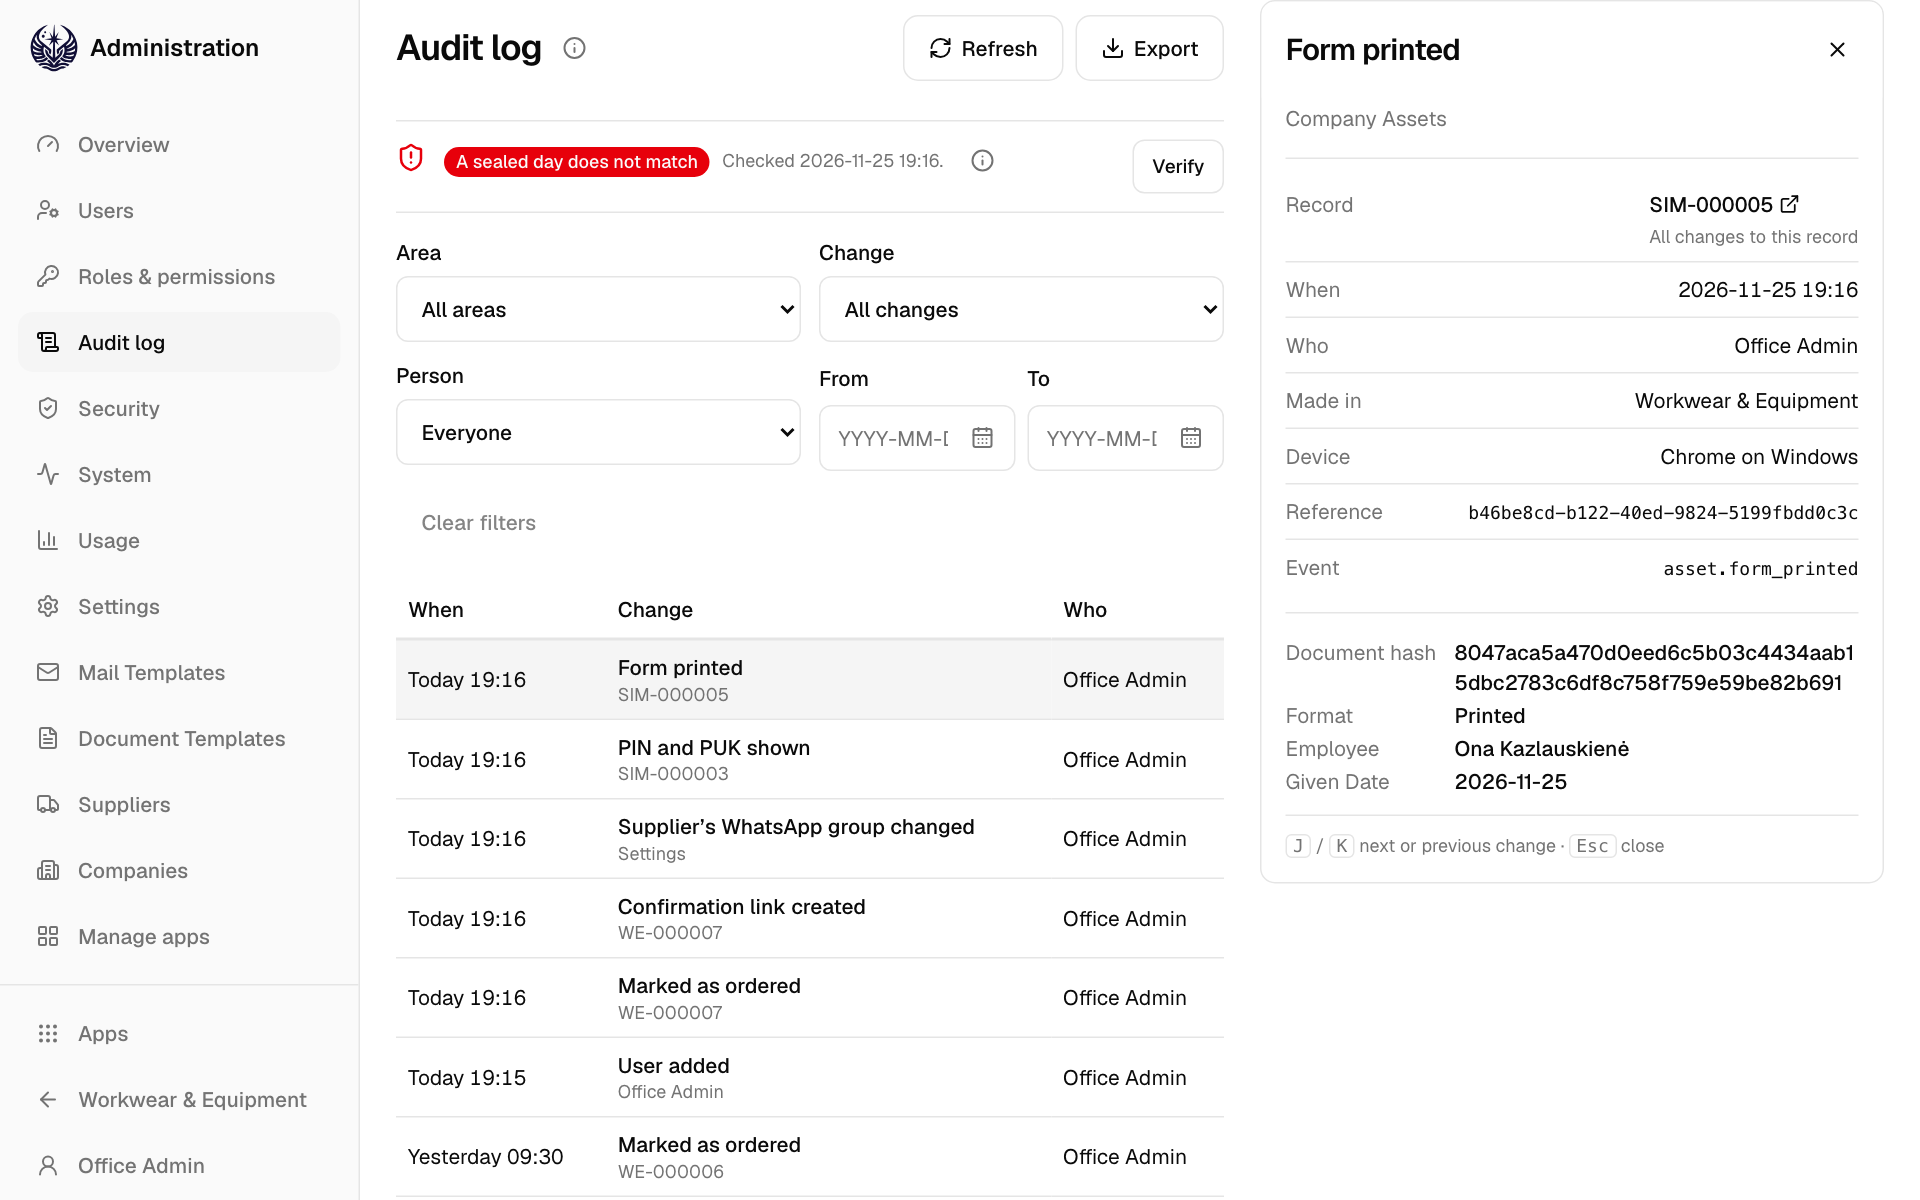 Administration
Overview
Users
Roles & permissions
Audit log
Security
System
Usage
Settings
Mail Templates
Document Templates
Suppliers
Companies
Manage apps
Apps
Workwear & Equipment
Office Admin
Audit log
Refresh
Export
A sealed day does not match
Checked 2026-11-25 19:16.
Verify
Area
All areas
Change
All changes
Person
Everyone
From
YYYY-MM-
To
YYYY-MM-
Clear filters
When Change Who
Today 19:16 Form printed Office Admin
SIM-000005
Today 19:16 PIN and PUK shown Office Admin
SIM-000003
Today 19:16 Supplier’s WhatsApp group changed Office Admin
Settings
Today 19:16 Confirmation link created Office Admin
WE-000007
Today 19:16 Marked as ordered Office Admin
WE-000007
Today 19:15 User added Office Admin
Office Admin
Yesterday 09:30 Marked as ordered Office Admin
WE-000006
Form printed
Company Assets
Record SIM-000005
All changes to this record
When 2026-11-25 19:16
Who Office Admin
Made in Workwear & Equipment
Device Chrome on Windows
Reference b46be8cd-b122-40ed-9824-5199fbdd0c3c
Event asset.form_printed
Document hash 8047aca5a470d0eed6c5b03c4434aab1
5dbc2783c6df8c758f759e59be82b691
Format Printed
Employee Ona Kazlauskienė
Given Date 2026-11-25
J / K next or previous change · Esc close